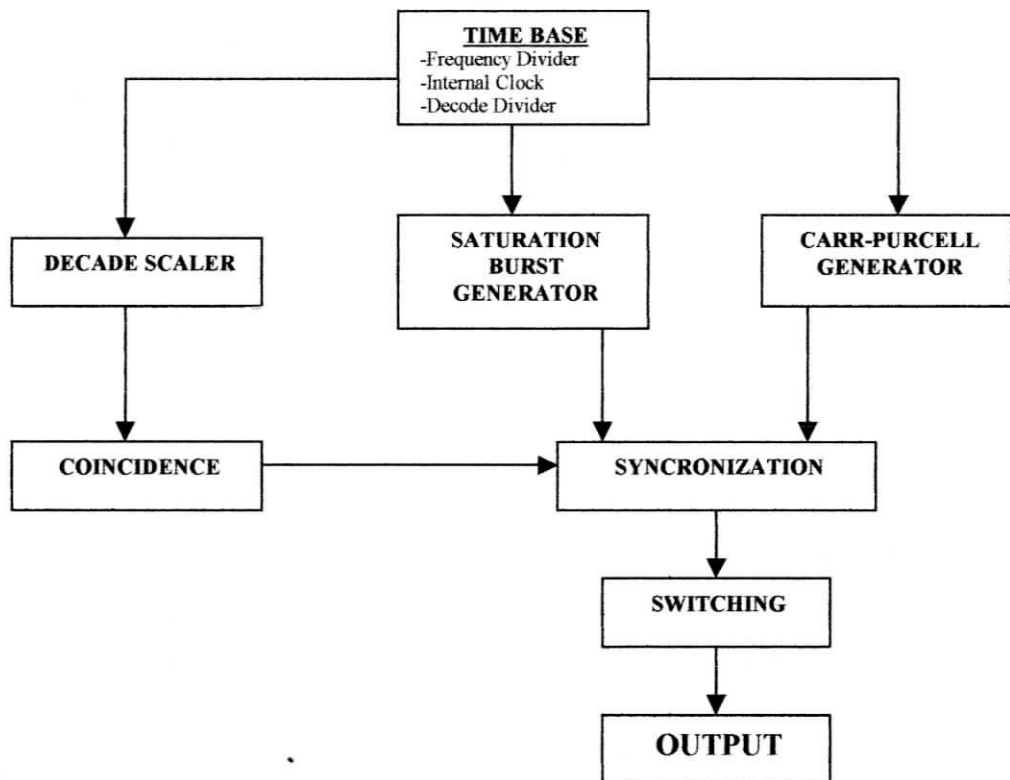 TIME BASE
-Frequency Divider
-Internal Clock
-Decode Divider
DECADE SCALER
SATURATION
BURST
GENERATOR
CARR-PURCELL
GENERATOR
COINCIDENCE
SYNCRONIZATION
SWITCHING
OUTPUT